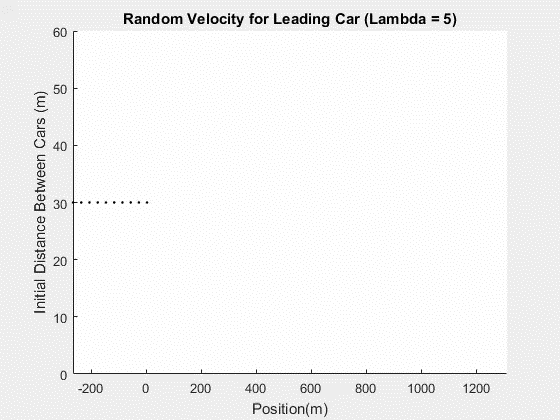 Random Velocity for Leading Car (Lambda = 5)
Initial Distance Between Cars (m)
60
50
40
30
20
10
0
-200 0 200 400 600 800 1000 1200
Position(m)